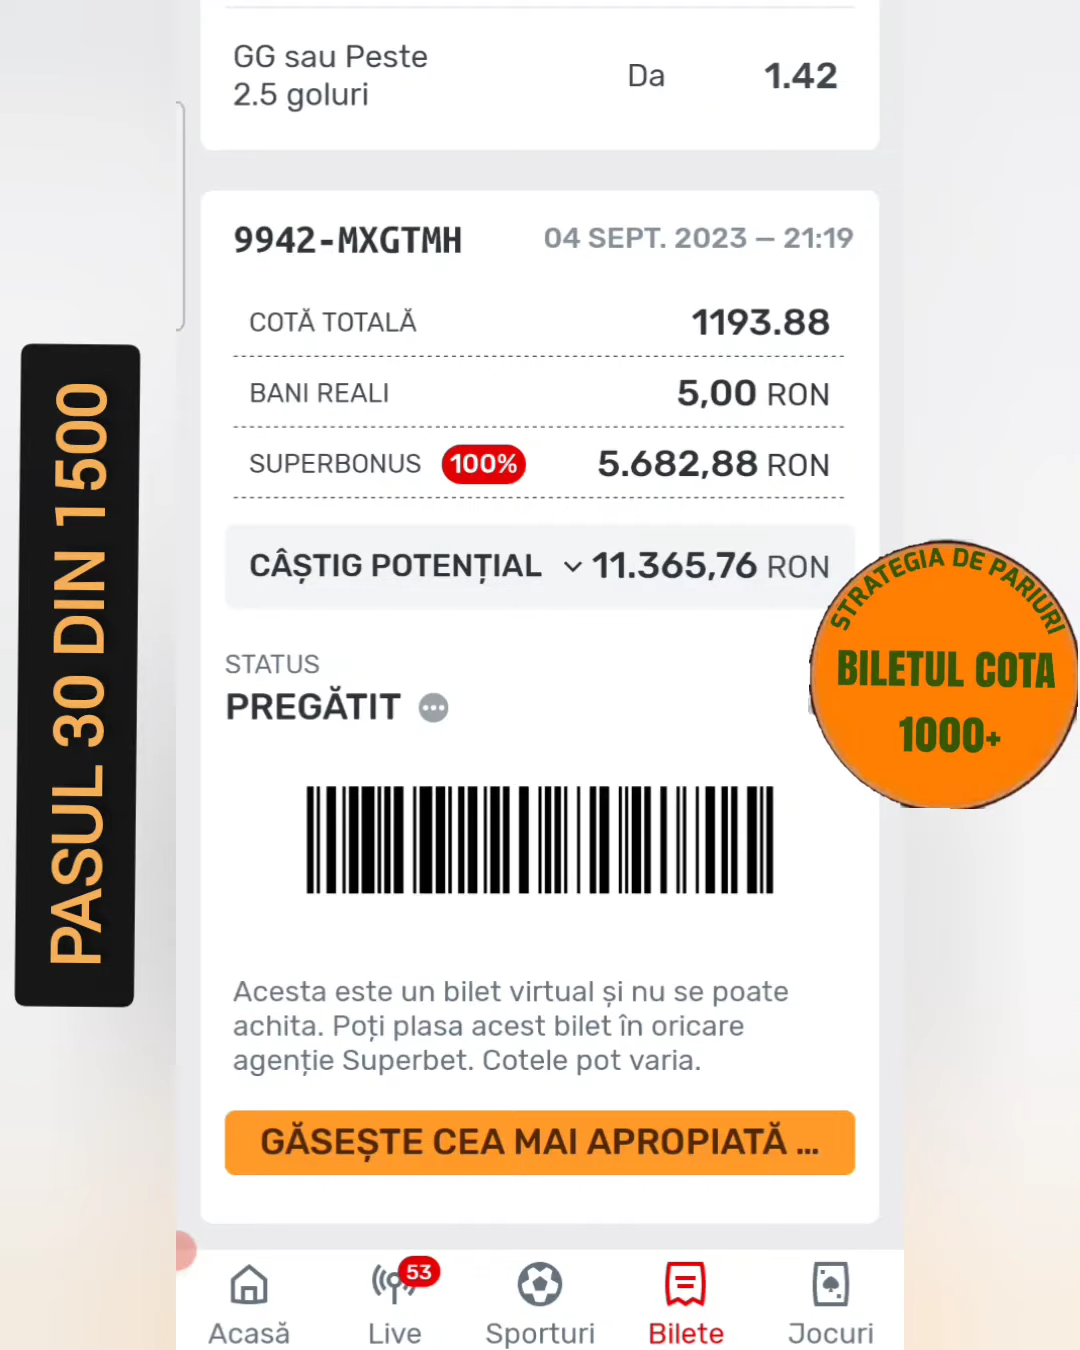 GG sau Peste
2.5 goluri
Da
1.42
9942-MXGTMH
04 SEPT. 2023 — 21:19
COTĂ TOTALĂ
1193.88
BANI REALI
5,00 RON
SUPERBONUS
100%
5.682,88 RON
CÂȘTIG POTENȚIAL
11.365,76 RON
STATUS
PREGĂTIT
Acesta este un bilet virtual și nu se poate
achita. Poți plasa acest bilet în oricare
agenție Superbet. Cotele pot varia.
GĂSEȘTE CEA MAI APROPIATĂ ...
53
Acasă
Live
Sporturi
Bilete
Jocuri
PASUL 30 DIN 1500
STRATEGIA DE PARIURI
BILETUL COTA
1000+